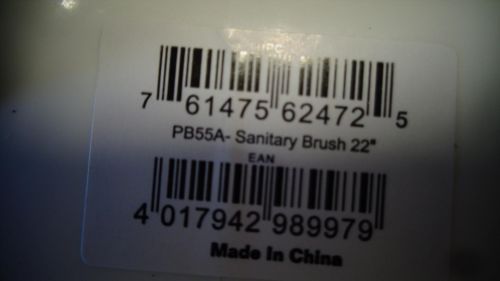 UPC
7 61475 62472 5
PB55A- Sanitary Brush 22"
EAN
4 017942 989979
Made In China